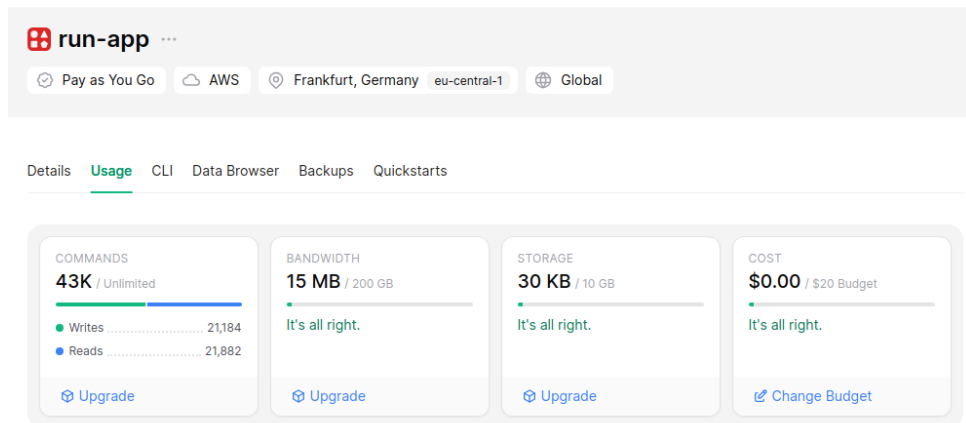 run-app ...
Pay as You Go AWS Frankfurt, Germany eu-central-1 Global
Details Usage CLI Data Browser Backups Quickstarts
COMMANDS
43K / Unlimited
Writes 21,184
Reads 21,882
Upgrade
BANDWIDTH
15 MB / 200 GB
It's all right.
Upgrade
STORAGE
30 KB / 10 GB
It's all right.
Upgrade
COST
$0.00 / $20 Budget
It's all right.
Change Budget